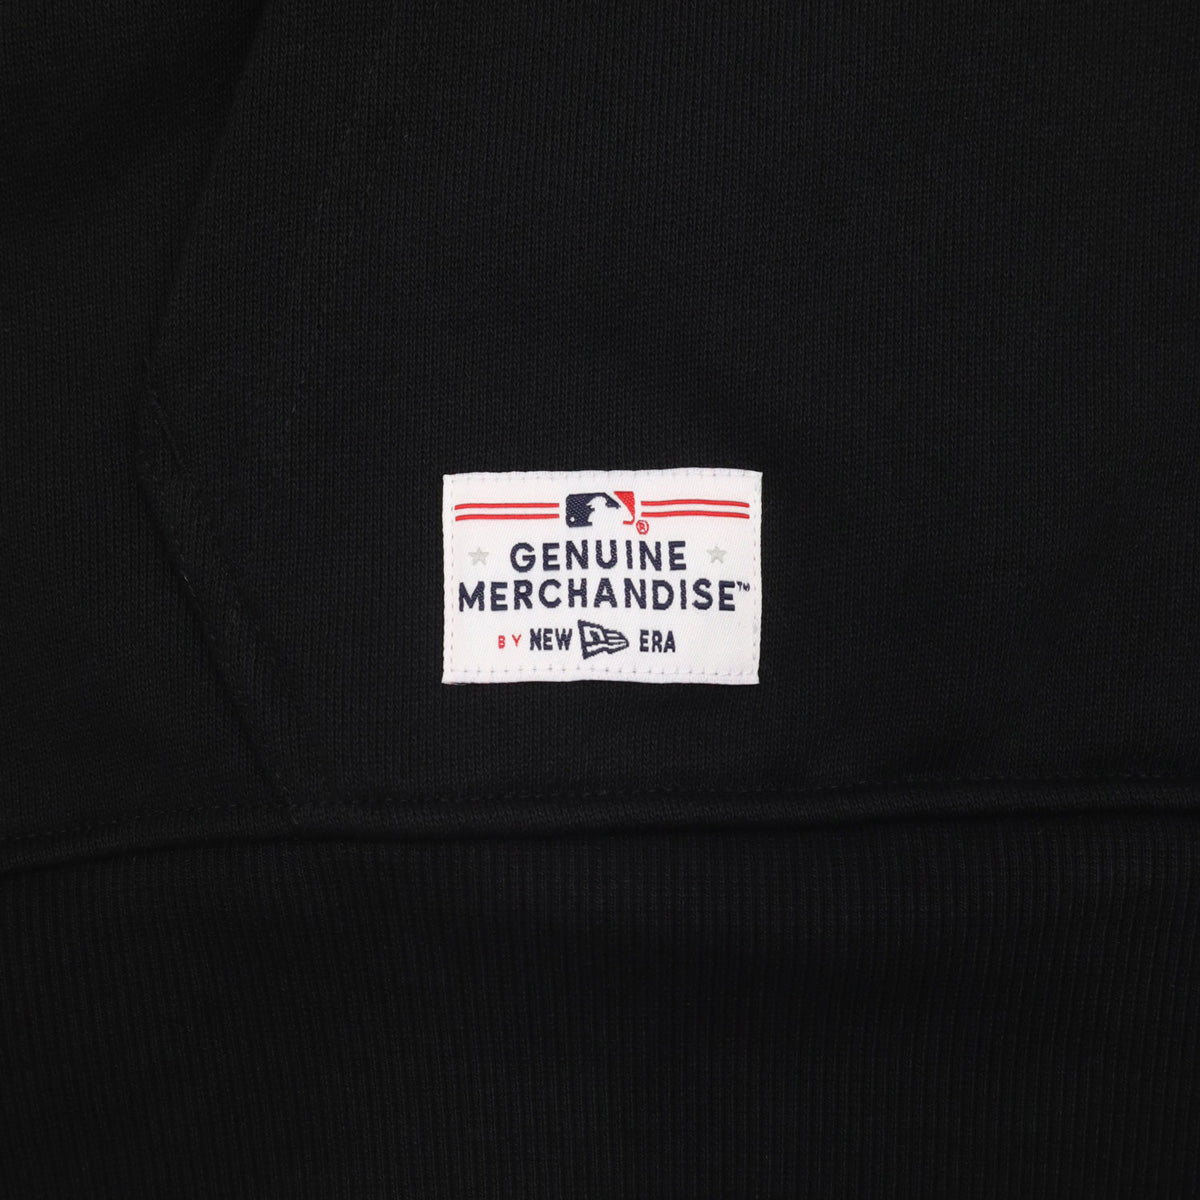 ®
GENUINE
MERCHANDISE™
BY NEW ERA